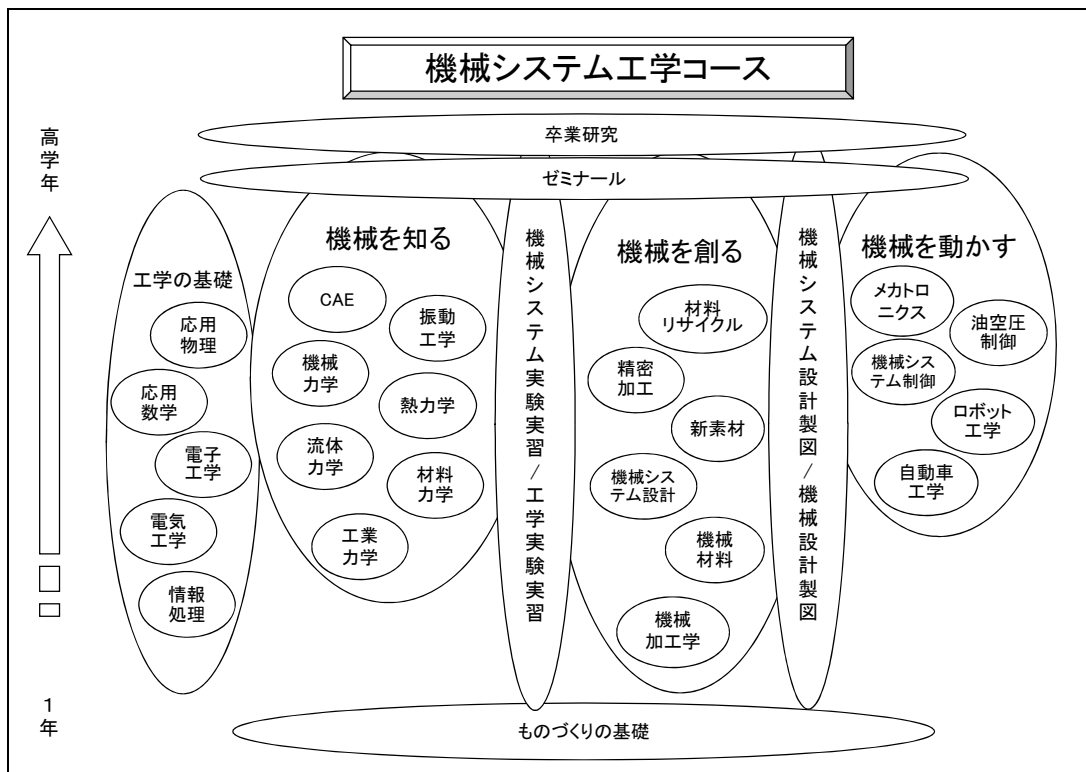 機械システム工学コース
卒業研究
ゼミナール
高学年
1年
工学の基礎
応用
物理
応用
数学
電子
工学
電気
工学
情報
処理
機械を知る
CAE
振動
工学
機械
力学
熱力学
流体
力学
材料
力学
工業
力学
機械システム実験実習/工学実験実習
機械を創る
材料
リサイクル
精密
加工
新素材
機械シス
テム設計
機械
材料
機械
加工学
機械システム設計製図/機械設計製図
機械を動かす
メカトロ
ニクス
油空圧
制御
機械シス
テム制御
ロボット
工学
自動車
工学
ものづくりの基礎